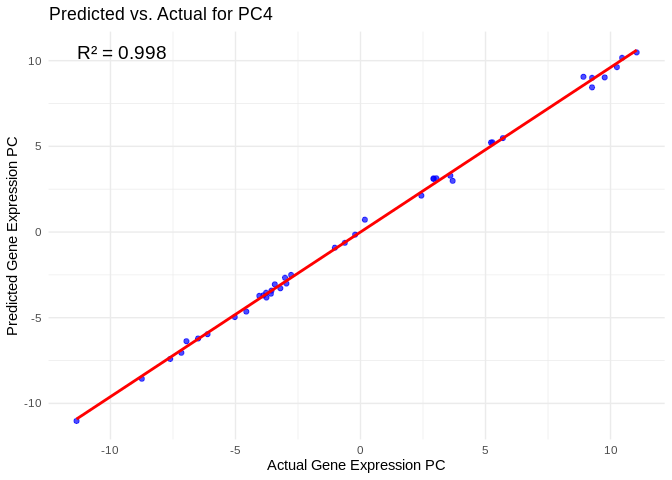 Predicted vs. Actual for PC4
R² = 0.998
10
5
0
-5
-10
Predicted Gene Expression PC
-10 -5 0 5 10
Actual Gene Expression PC